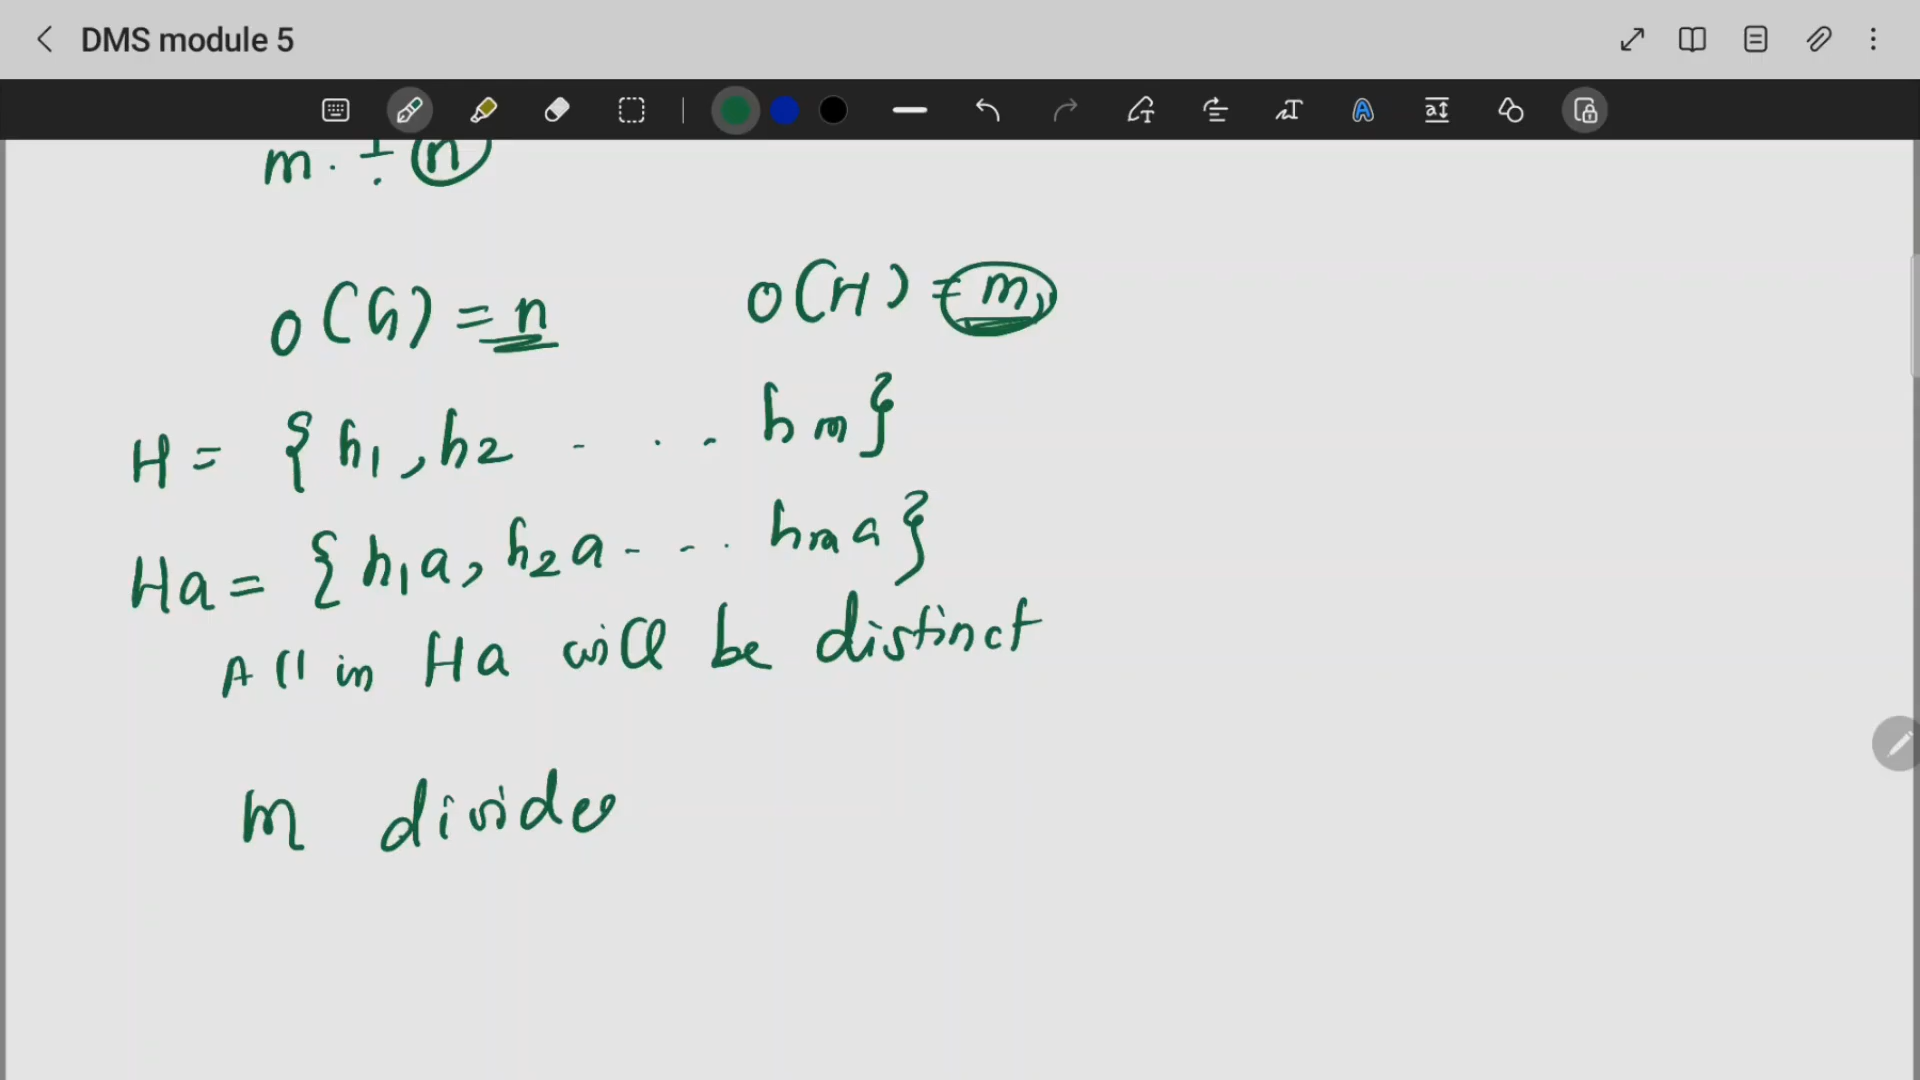 DMS module 5
m. ÷ n
O(G) = n O(H) = m,
H = {h1, h2 - . . . hm}
Ha = {h1a, h2a - - . . hma}
All in Ha will be distinct
m divide